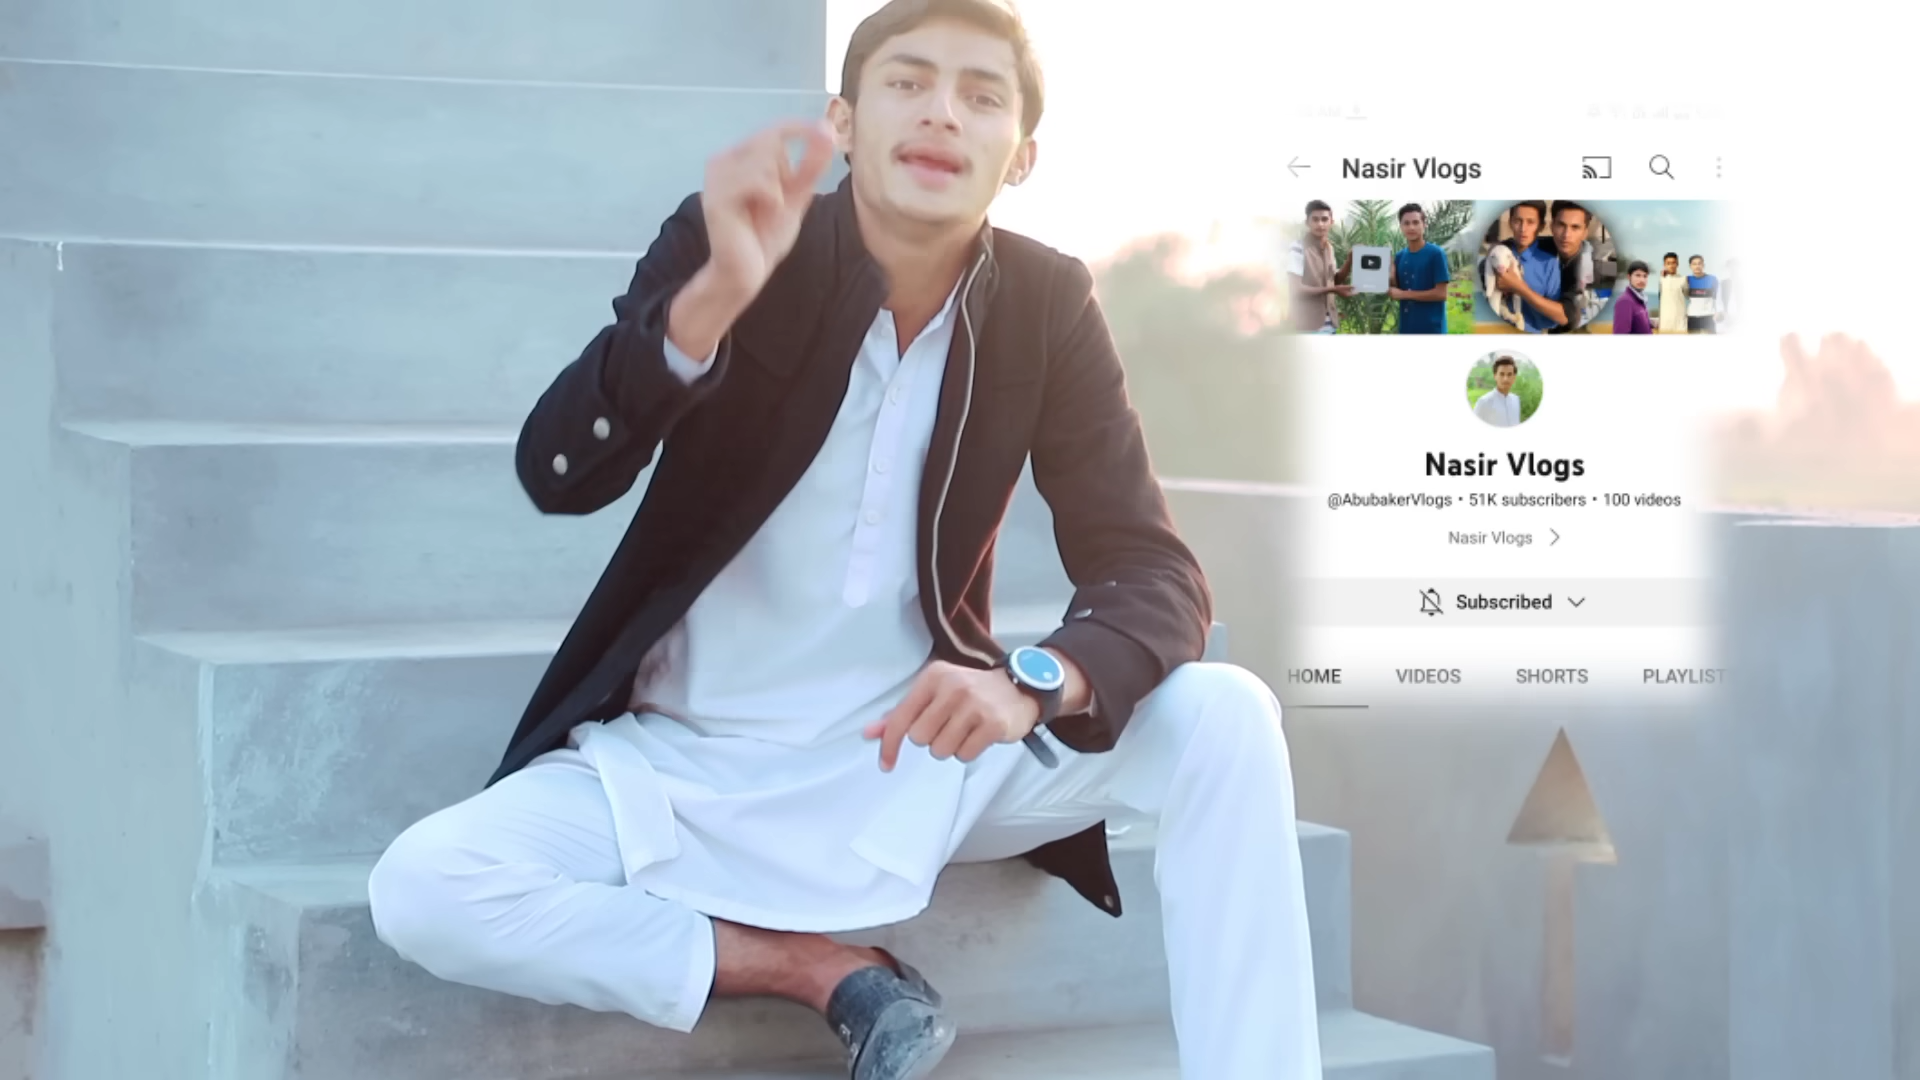 Nasir Vlogs
Nasir Vlogs
@AbubakerVlogs • 51K subscribers • 100 videos
Nasir Vlogs
Subscribed
HOME VIDEOS SHORTS PLAYLIST